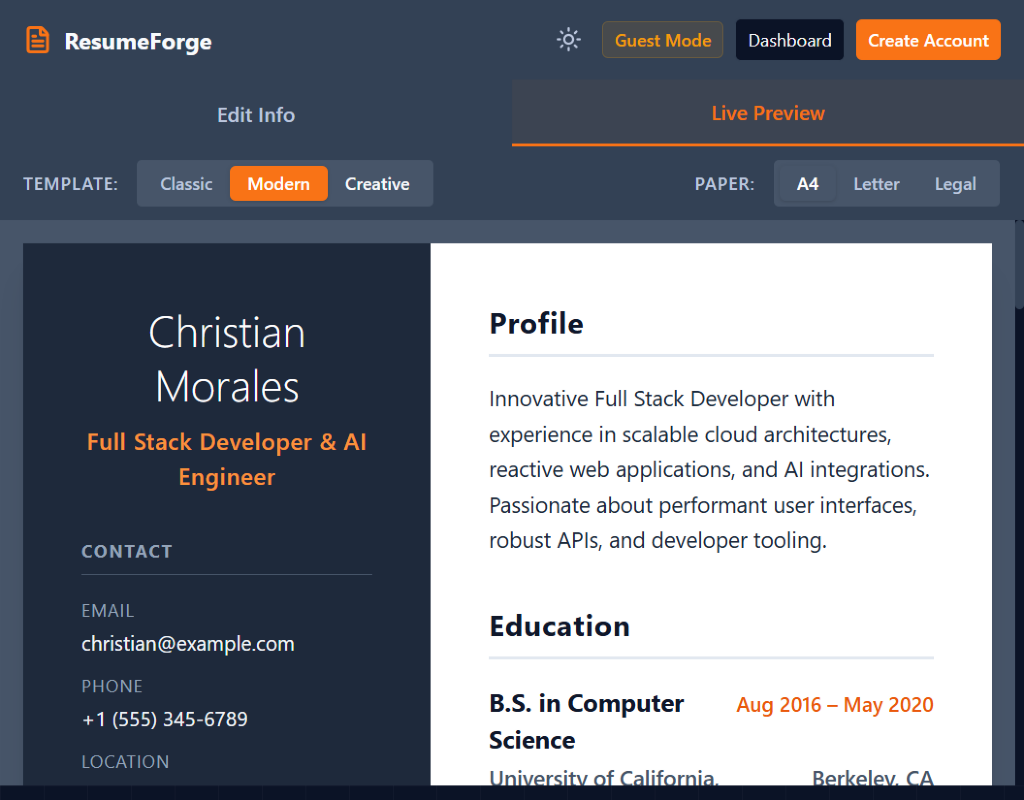 ResumeForge
Guest Mode
Dashboard
Create Account
Edit Info
Live Preview
TEMPLATE:
Classic
Modern
Creative
PAPER:
A4
Letter
Legal
Christian
Morales
Full Stack Developer & AI
Engineer
CONTACT
EMAIL
christian@example.com
PHONE
+1 (555) 345-6789
LOCATION
Profile
Innovative Full Stack Developer with
experience in scalable cloud architectures,
reactive web applications, and AI integrations.
Passionate about performant user interfaces,
robust APIs, and developer tooling.
Education
B.S. in Computer
Science
Aug 2016 – May 2020
University of California,
Berkeley, CA